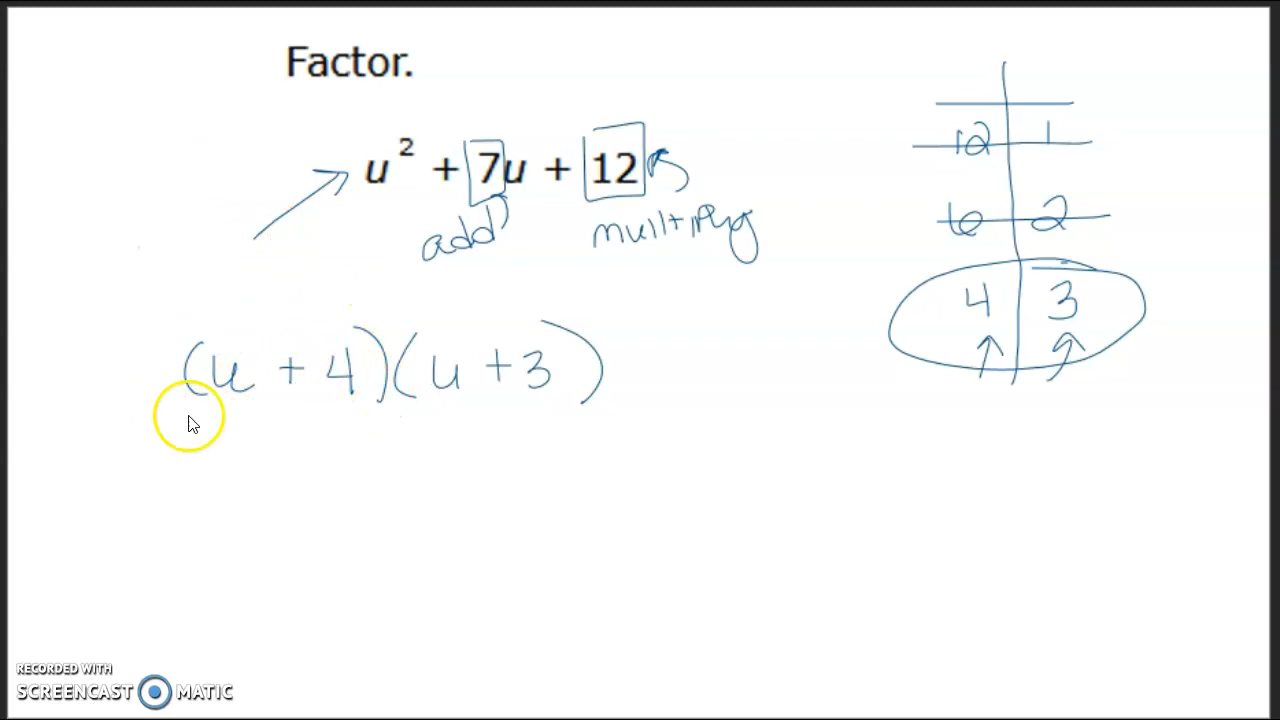 Factor.
u² + 7u + 12
add multiply
12 1
6 2
4 3
(u + 4)(u + 3)
RECORDED WITH
SCREENCAST MATIC